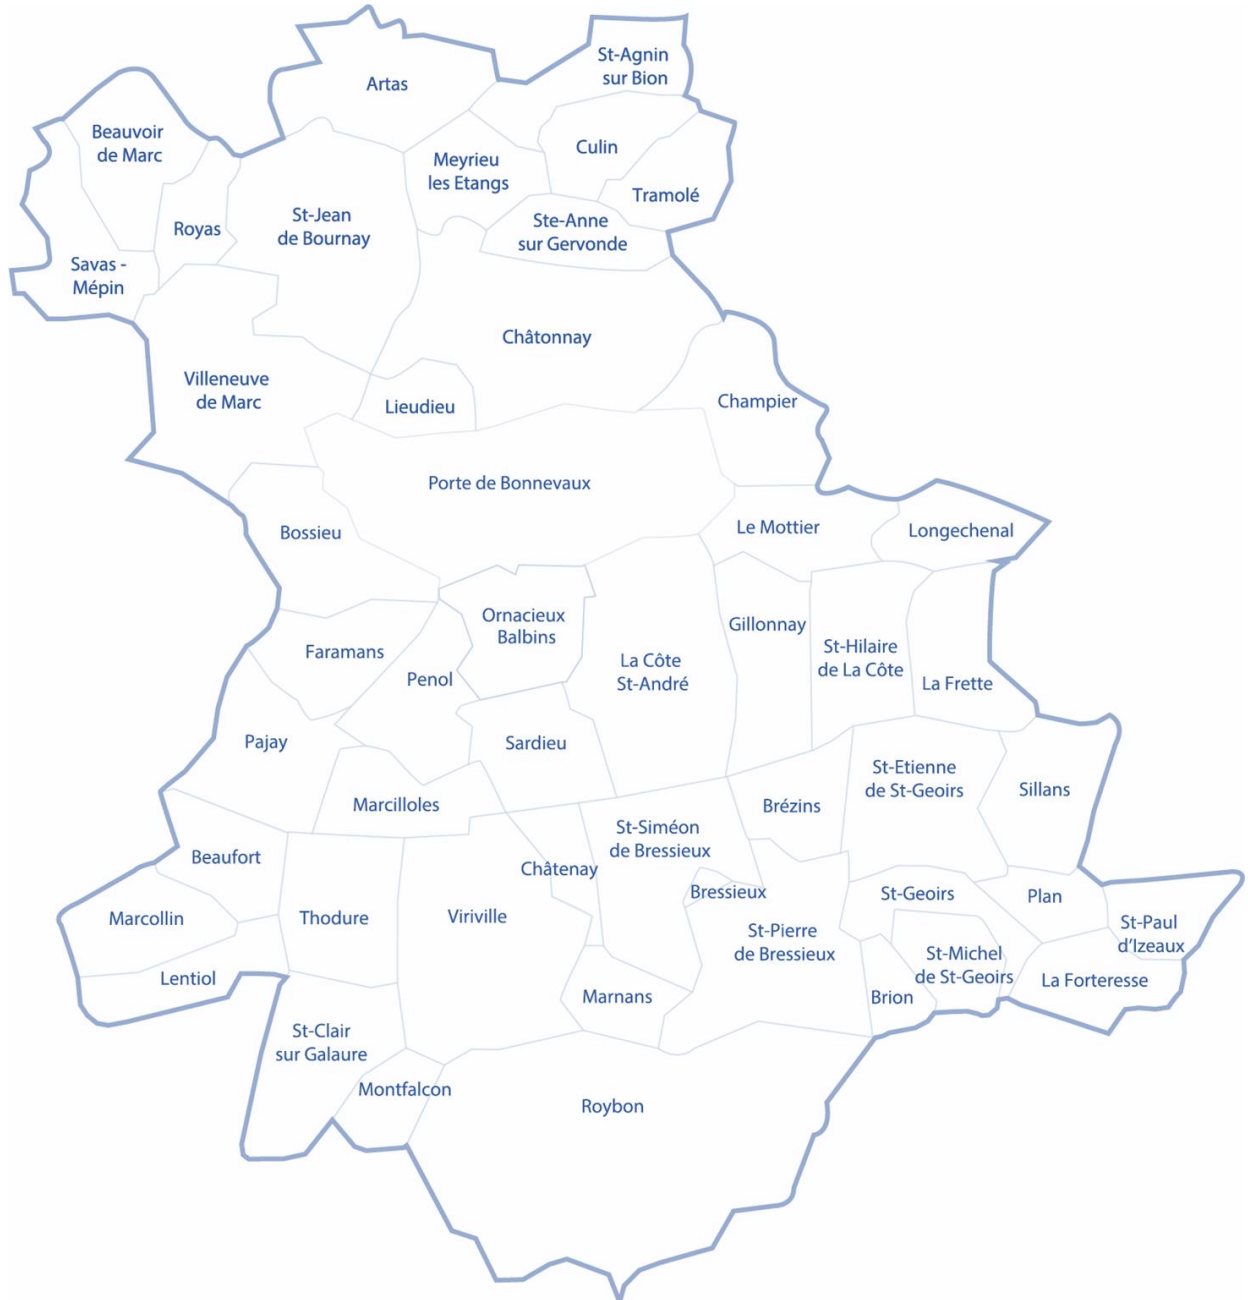 St-Agnin
sur Bion
Artas
Beauvoir
de Marc
Culin
Meyrieu
les Etangs
Tramolé
St-Jean
de Bournay
Royas
Ste-Anne
sur Gervonde
Savas -
Mépin
Châtonnay
Villeneuve
de Marc
Lieudieu
Champier
Porte de Bonnevaux
Bossieu
Le Mottier
Longechenal
Ornacieux
Balbins
Gillonnay
Faramans
St-Hilaire
de La Côte
La Côte
St-André
Penol
La Frette
Pajay
Sardieu
St-Etienne
de St-Geoirs
Sillans
Marcilloles
Brézins
St-Siméon
de Bressieux
Beaufort
Châtenay
Bressieux
St-Geoirs
Plan
Marcollin
Thodure
Viriville
St-Paul
d'Izeaux
St-Pierre
de Bressieux
St-Michel
de St-Geoirs
Lentiol
La Forteresse
Marnans
Brion
St-Clair
sur Galaure
Montfalcon
Roybon